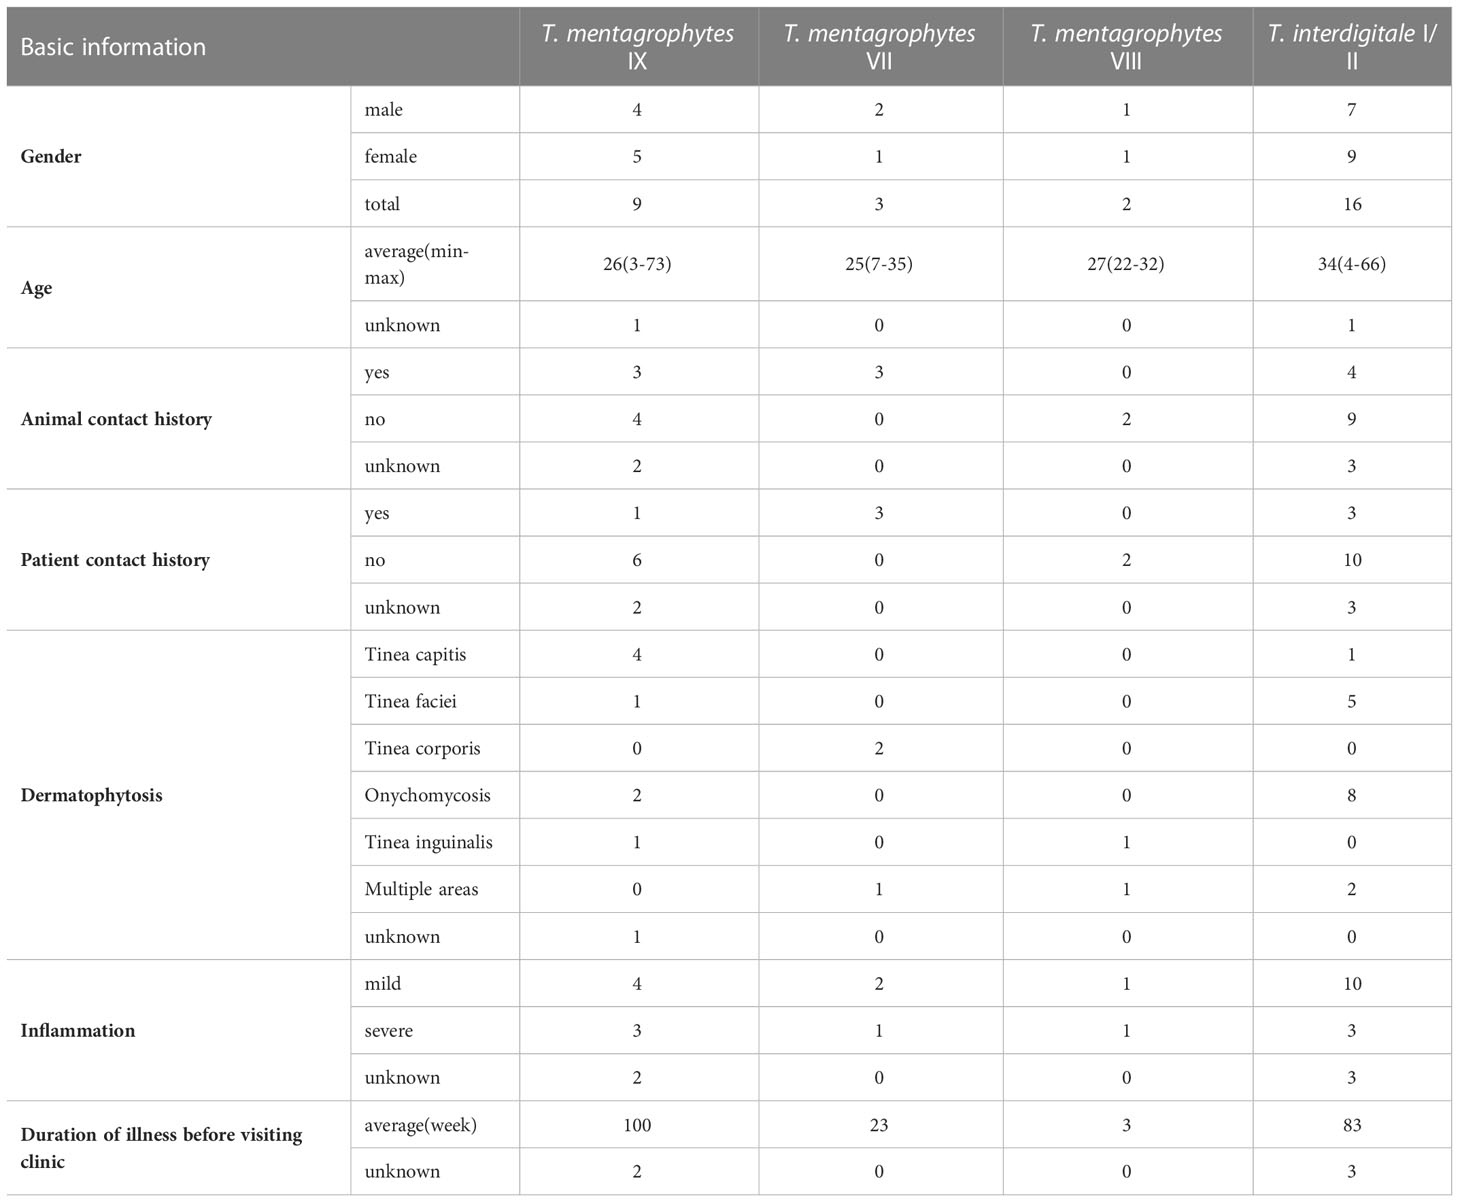 Basic information T. mentagrophytes IX T. mentagrophytes VII T. mentagrophytes VIII T. interdigitale I/ II
Gender male 4 2 1 7
female 5 1 1 9
total 9 3 2 16
Age average(min-max) 26(3-73) 25(7-35) 27(22-32) 34(4-66)
unknown 1 0 0 1
Animal contact history yes 3 3 0 4
no 4 0 2 9
unknown 2 0 0 3
Patient contact history yes 1 3 0 3
no 6 0 2 10
unknown 2 0 0 3
Dermatophytosis Tinea capitis 4 0 0 1
Tinea faciei 1 0 0 5
Tinea corporis 0 2 0 0
Onychomycosis 2 0 0 8
Tinea inguinalis 1 0 1 0
Multiple areas 0 1 1 2
unknown 1 0 0 0
Inflammation mild 4 2 1 10
severe 3 1 1 3
unknown 2 0 0 3
Duration of illness before visiting clinic average(week) 100 23 3 83
unknown 2 0 0 3